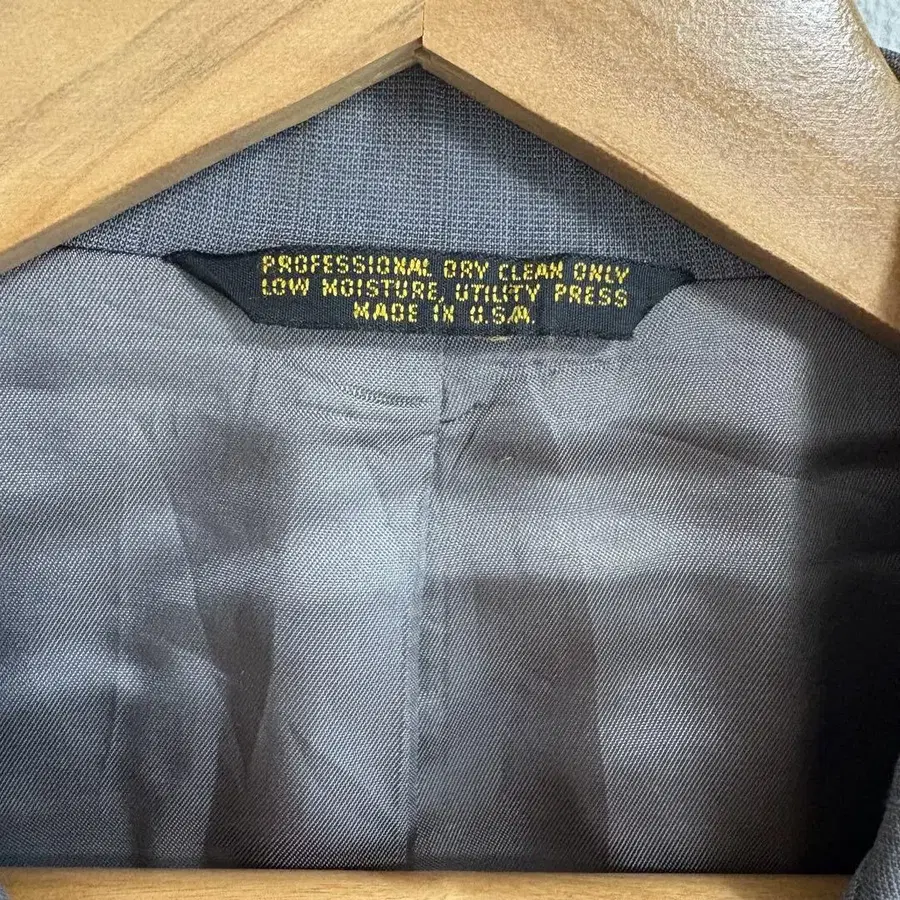 PROFESSIONAL DRY CLEAN ONLY
LOW MOISTURE, UTILITY PRESS
MADE IN U.S.A.